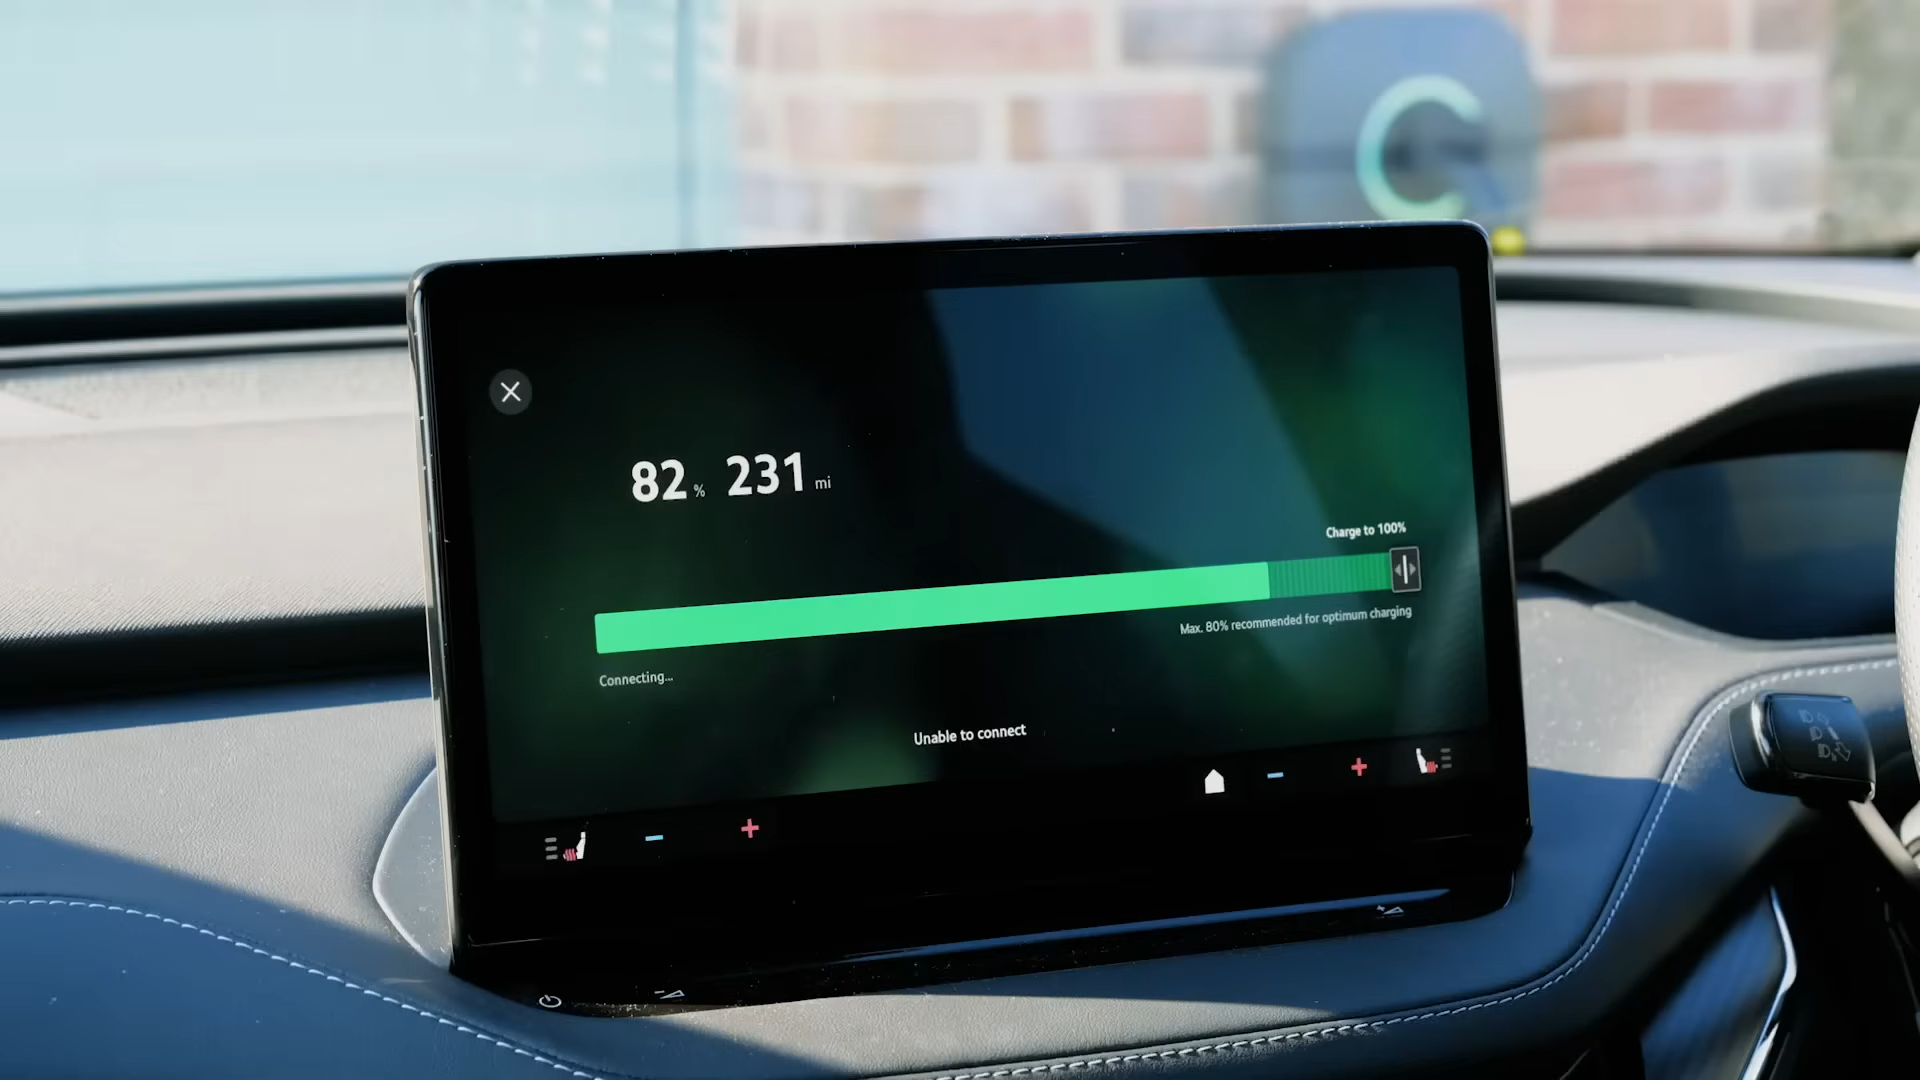 82 % 231 mi
Charge to 100%
Max. 80% recommended for optimum charging
Connecting...
Unable to connect